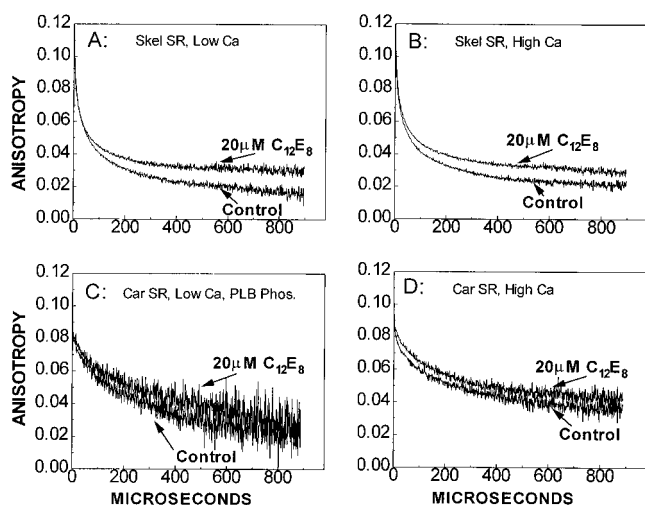 A: Skel SR, Low Ca
0.12
0.10
0.08
0.06
0.04
0.02
0.00
ANISOTROPY
20μM C₁₂E₈
Control
0 200 400 600 800
B: Skel SR, High Ca
0.12
0.10
0.08
0.06
0.04
0.02
0.00
20μM C₁₂E₈
Control
0 200 400 600 800
C: Car SR, Low Ca, PLB Phos.
0.12
0.10
0.08
0.06
0.04
0.02
0.00
ANISOTROPY
20μM C₁₂E₈
Control
0 200 400 600 800
MICROSECONDS
D: Car SR, High Ca
0.12
0.10
0.08
0.06
0.04
0.02
0.00
20μM C₁₂E₈
Control
0 200 400 600 800
MICROSECONDS